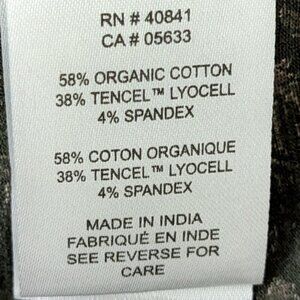 RN # 40841
CA # 05633
58% ORGANIC COTTON
38% TENCEL™ LYOCELL
4% SPANDEX
58% COTON ORGANIQUE
38% TENCEL™ LYOCELL
4% SPANDEX
MADE IN INDIA
FABRIQUÉ EN INDE
SEE REVERSE FOR
CARE